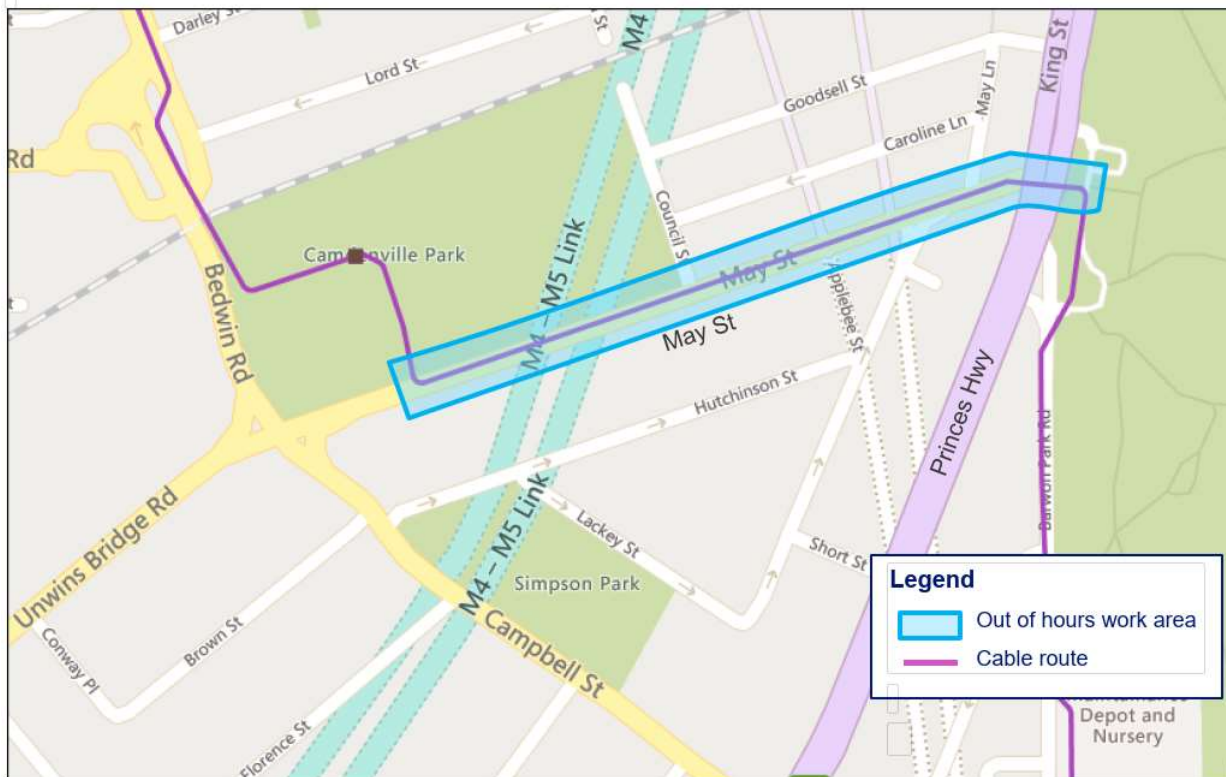 Darley St
St
M4
King St
Lord St
Goodsell St
May Ln
Caroline Ln
Rd
Council S
Camdenville Park
M4 – M5 Link
May St
May St
Applebee St
Bedwin Rd
Hutchinson St
Princes Hwy
Barwon Park Rd
Unwins Bridge Rd
M4 – M5 Link
Lackey St
Short St
Simpson Park
Campbell St
Brown St
Conway Pl
Florence St
Legend
Out of hours work area
Cable route
Depot and
Nursery